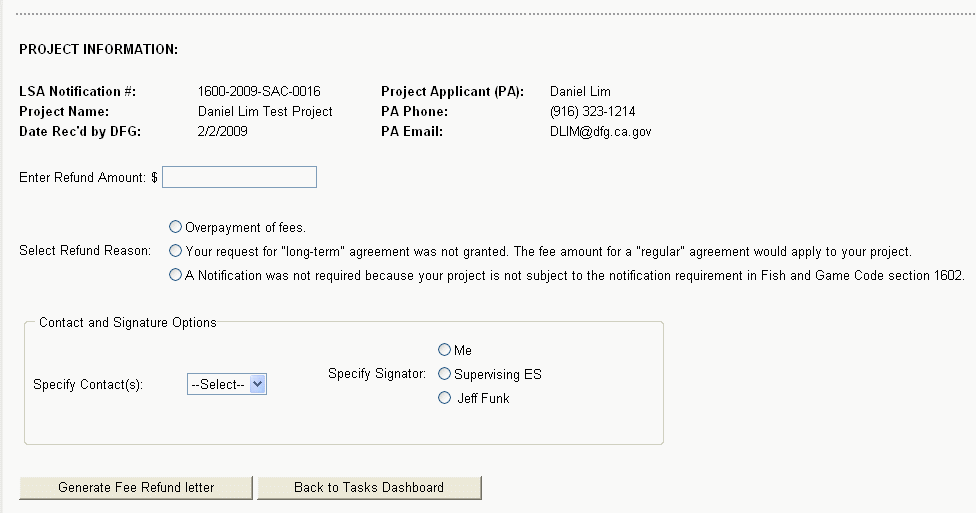 PROJECT INFORMATION:
LSA Notification #: 1600-2009-SAC-0016 Project Applicant (PA): Daniel Lim
Project Name: Daniel Lim Test Project PA Phone: (916) 323-1214
Date Rec'd by DFG: 2/2/2009 PA Email: DLIM@dfg.ca.gov
Enter Refund Amount: $
Overpayment of fees.
Select Refund Reason: Your request for "long-term" agreement was not granted. The fee amount for a "regular" agreement would apply to your project.
A Notification was not required because your project is not subject to the notification requirement in Fish and Game Code section 1602.
Contact and Signature Options
Me
Specify Contact(s): --Select-- Specify Signator: Supervising ES
Jeff Funk
Generate Fee Refund letter Back to Tasks Dashboard